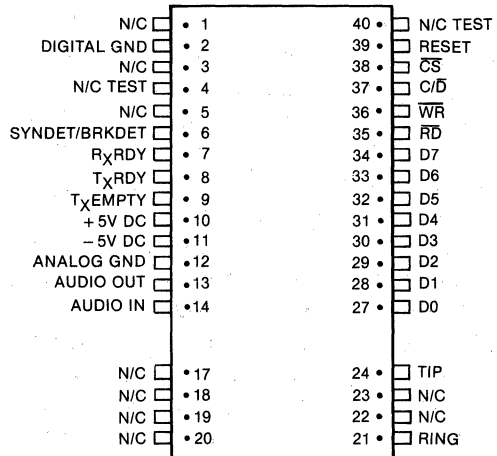 N/C 1 40 N/C TEST
DIGITAL GND 2 39 RESET
N/C 3 38 C̅S̅
N/C TEST 4 37 C/D̅
N/C 5 36 W̅R̅
SYNDET/BRKDET 6 35 R̅D̅
RXRDY 7 34 D7
TXRDY 8 33 D6
TXEMPTY 9 32 D5
+5V DC 10 31 D4
−5V DC 11 30 D3
ANALOG GND 12 29 D2
AUDIO OUT 13 28 D1
AUDIO IN 14 27 D0
N/C 17 24 TIP
N/C 18 23 N/C
N/C 19 22 N/C
N/C 20 21 RING